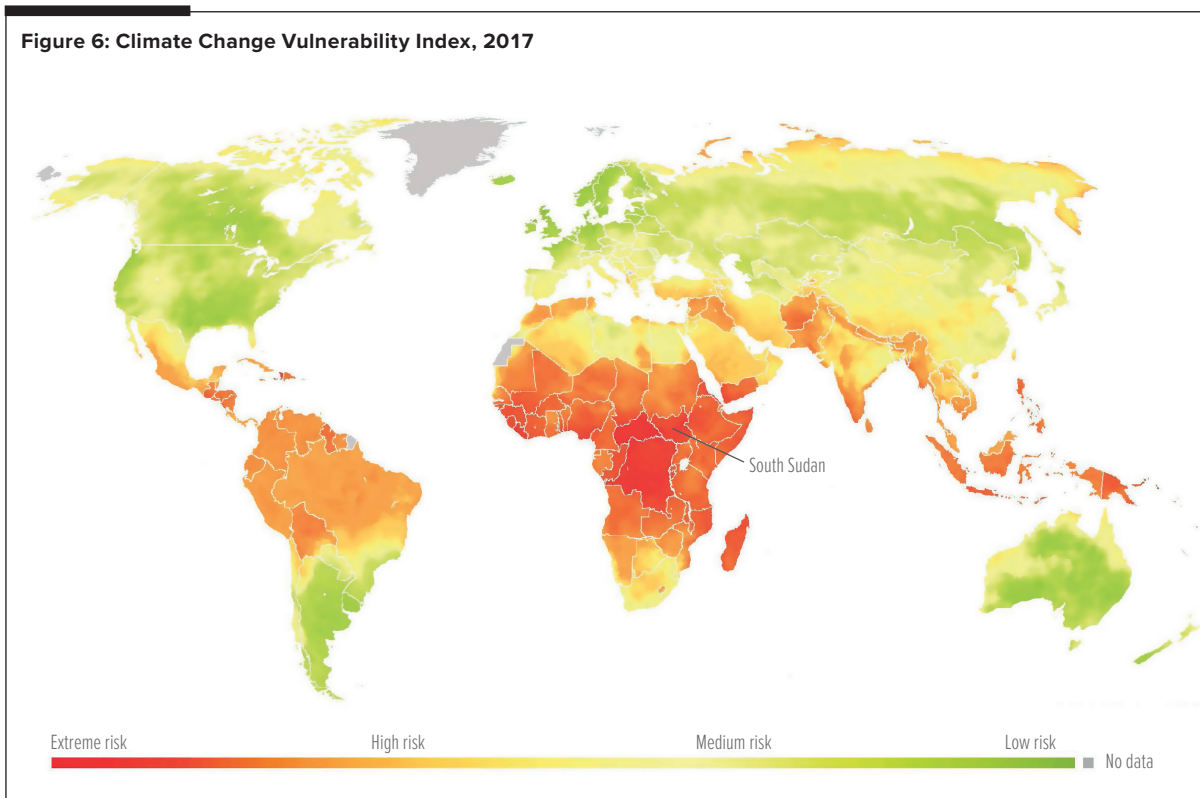 Figure 6: Climate Change Vulnerability Index, 2017
South Sudan
Extreme risk High risk Medium risk Low risk
No data